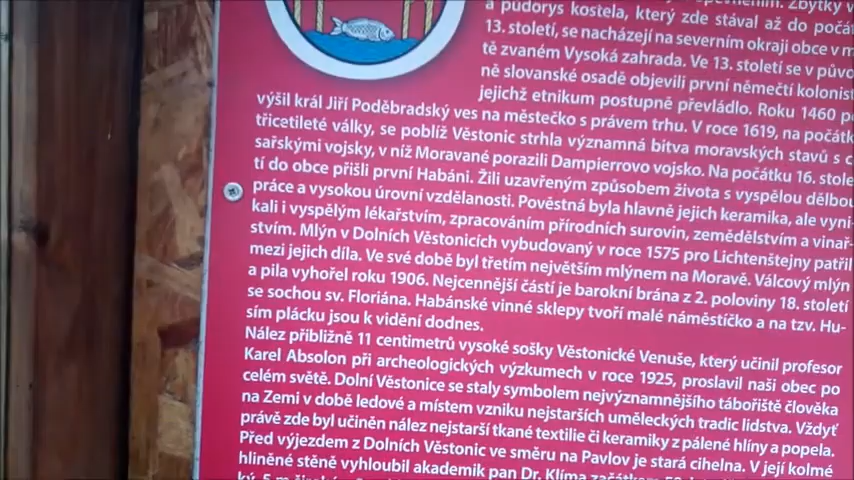 půdorys kostela, který zde stával až do počát
13. století, se nacházejí na severním okraji obce v m
tě zvaném Vysoká zahrada. Ve 13. století se v půvo
ně slovanské osadě objevili první němečtí kolonist
jejichž etnikum postupně převládlo. Roku 1460 po
výšil král Jiří Poděbradský ves na městečko s právem trhu. V roce 1619, na počátk
třicetileté války, se poblíž Věstonic strhla významná bitva moravských stavů s c
sařskými vojsky, v níž Moravané porazili Dampierrovo vojsko. Na počátku 16. stole
tí do obce přišli první Habáni. Žili uzavřeným způsobem života s vyspělou dělbou
práce a vysokou úrovní vzdělanosti. Pověstná byla hlavně jejich keramika, ale vyni-
kali i vyspělým lékařstvím, zpracováním přírodních surovin, zemědělstvím a vinař-
stvím. Mlýn v Dolních Věstonicích vybudovaný v roce 1575 pro Lichtenštejny patřil
mezi jejich díla. Ve své době byl třetím největším mlýnem na Moravě. Válcový mlýn
a pila vyhořel roku 1906. Nejcennější částí je barokní brána z 2. poloviny 18. století
se sochou sv. Floriána. Habánské vinné sklepy tvoří malé náměstíčko a na tzv. Hu-
sím plácku jsou k vidění dodnes.
Nález přibližně 11 centimetrů vysoké sošky Věstonické Venuše, který učinil profesor
Karel Absolon při archeologických výzkumech v roce 1925, proslavil naši obec po
celém světě. Dolní Věstonice se staly symbolem nejvýznamnějšího tábořiště člověka
na Zemi v době ledové a místem vzniku nejstarších uměleckých tradic lidstva. Vždyť
právě zde byl učiněn nález nejstarší tkané textilie či keramiky z pálené hlíny a popela.
Před výjezdem z Dolních Věstonic ve směru na Pavlov je stará cihelna. V její kolmé
hliněné stěně vyhloubil akademik pan Dr. Klíma začátkem